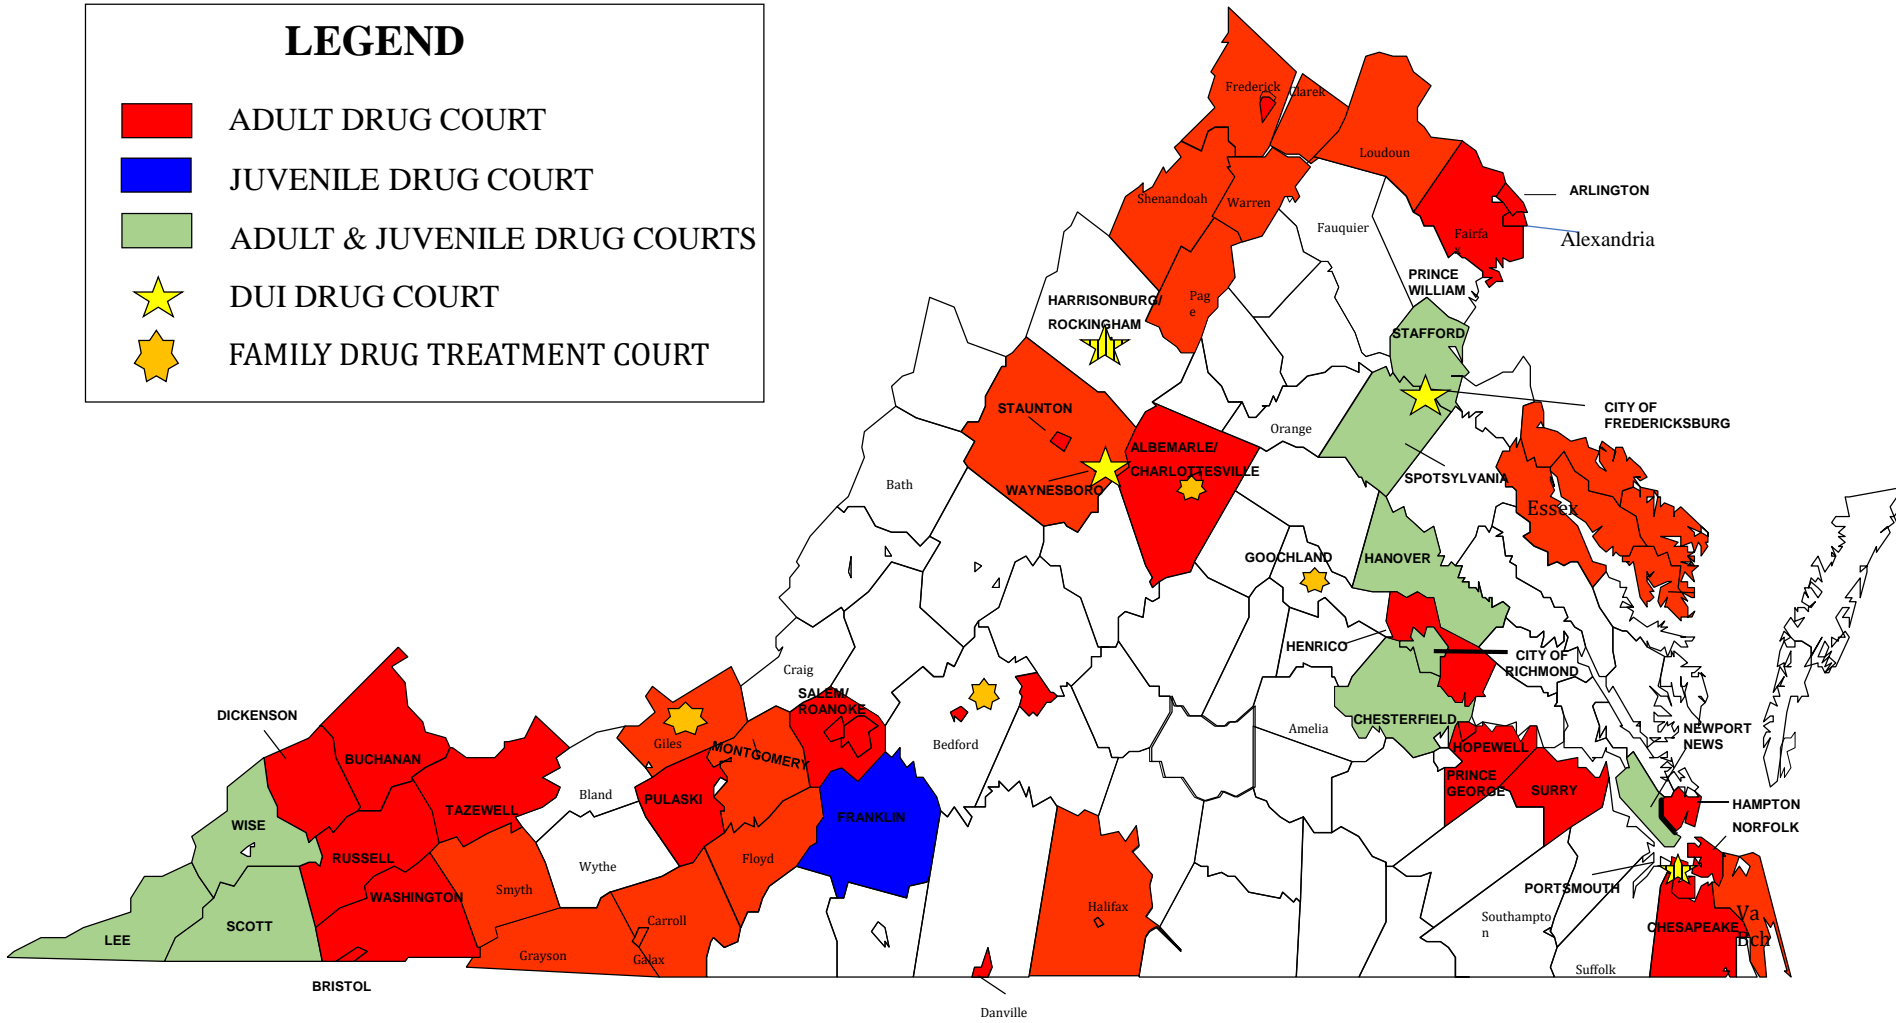 LEGEND
ADULT DRUG COURT
JUVENILE DRUG COURT
ADULT & JUVENILE DRUG COURTS
DUI DRUG COURT
FAMILY DRUG TREATMENT COURT
Frederick
Clarek
Loudoun
Shenandoah
Warren
ARLINGTON
Fauquier
Fairfa
x
Alexandria
PRINCE
WILLIAM
Pag
e
HARRISONBURG/
ROCKINGHAM
STAFFORD
STAUNTON
CITY OF
FREDERICKSBURG
Orange
ALBEMARLE/
CHARLOTTESVILLE
Bath
WAYNESBORO
SPOTSYLVANIA
Essex
GOOCHLAND
HANOVER
HENRICO
CITY OF
RICHMOND
Craig
SALEM/
ROANOKE
DICKENSON
BUCHANAN
Giles
MONTGOMERY
Bedford
Amelia
CHESTERFIELD
NEWPORT
NEWS
HOPEWELL
PRINCE
GEORGE
SURRY
Bland
PULASKI
TAZEWELL
FRANKLIN
HAMPTON
NORFOLK
WISE
RUSSELL
Wythe
Floyd
WASHINGTON
Smyth
PORTSMOUTH
Halifax
Southampto
n
Va
Bch
CHESAPEAKE
LEE
SCOTT
Carroll
Grayson
Galax
Suffolk
BRISTOL
Danville